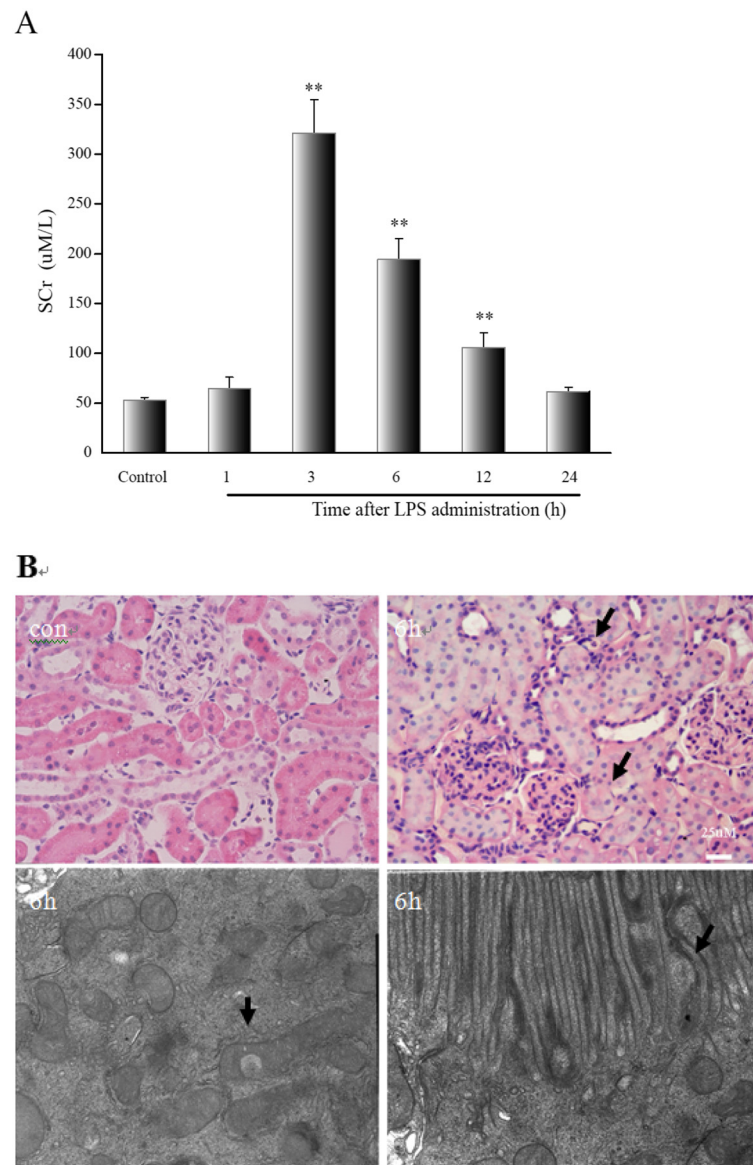 A
400
350
300
250
200
150
100
50
0
SCr (uM/L)
**
**
**
Control 1 3 6 12 24
Time after LPS administration (h)
B↵
con
6h
25uM
6h
6h